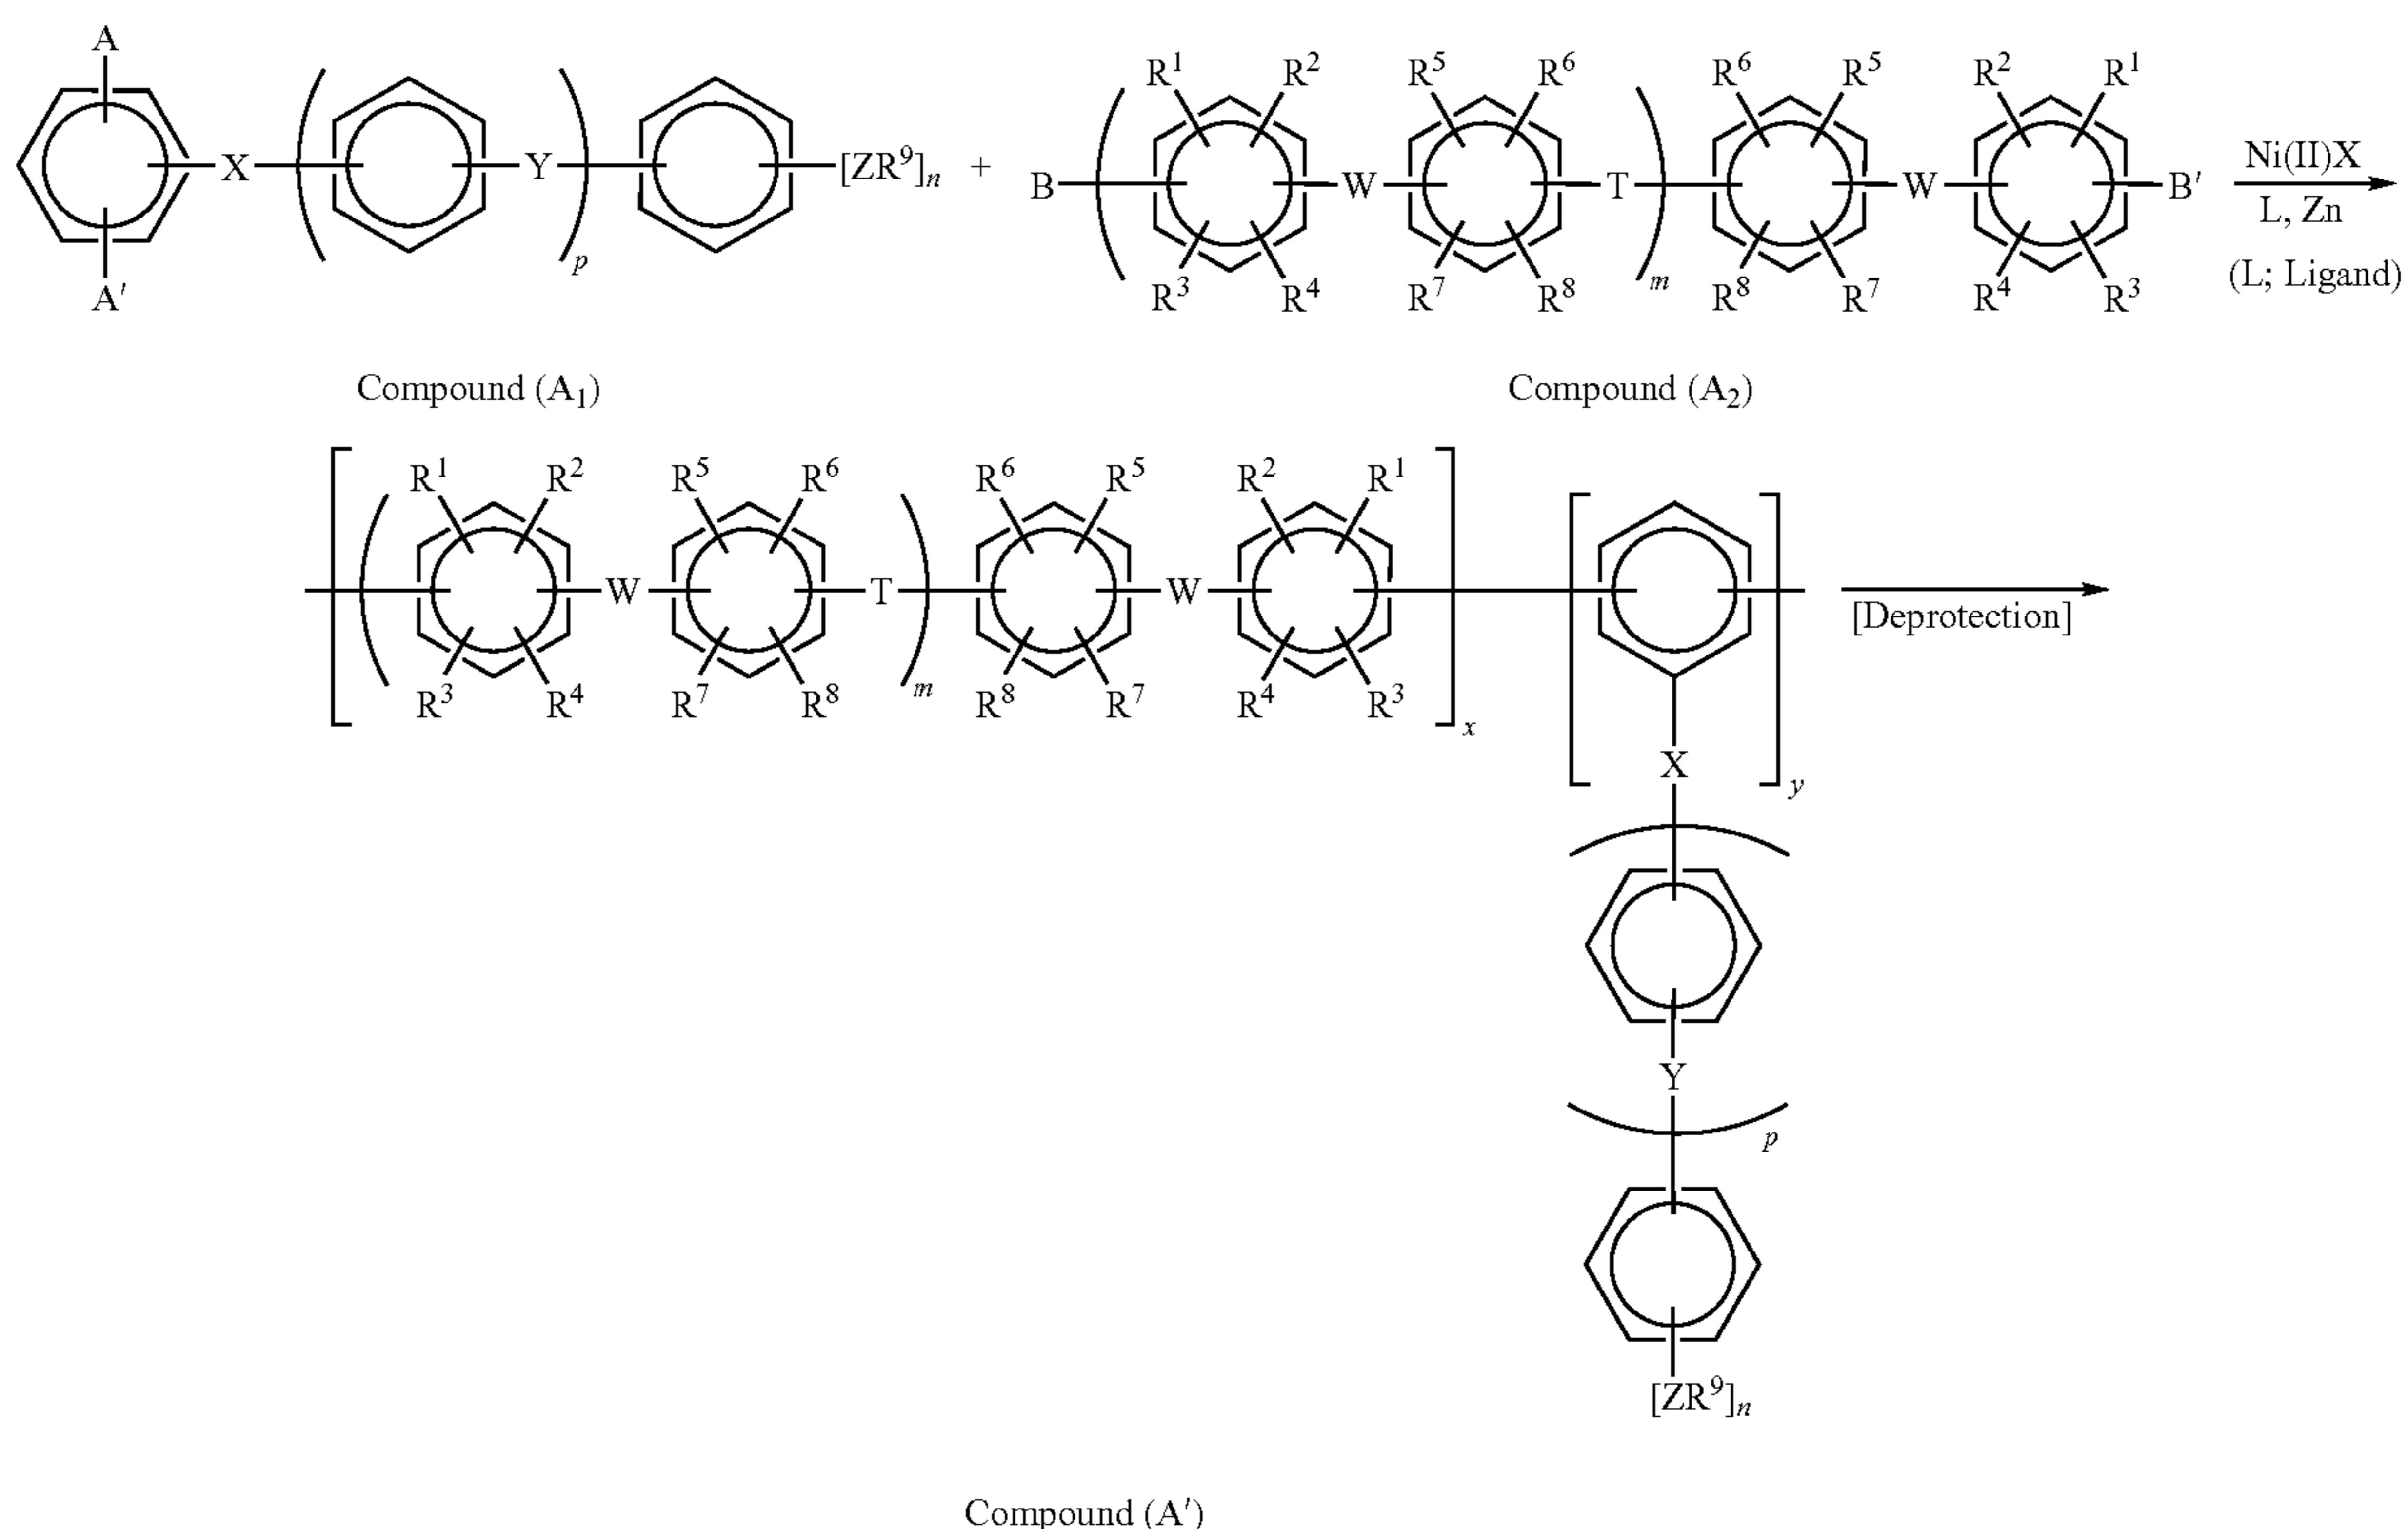 A
R¹ R² R⁵ R⁶ R⁶ R⁵ R² R¹
X Y p [ZR⁹]ₙ + B W T m W B′ Ni(II)X
L, Zn
A′ R³ R⁴ R⁷ R⁸ R⁸ R⁷ R⁴ R³ (L; Ligand)
Compound (A₁) Compound (A₂)
R¹ R² R⁵ R⁶ R⁶ R⁵ R² R¹
W T m W x [Deprotection]
R³ R⁴ R⁷ R⁸ R⁸ R⁷ R⁴ R³
X
y
Y
p
[ZR⁹]ₙ
Compound (A′)